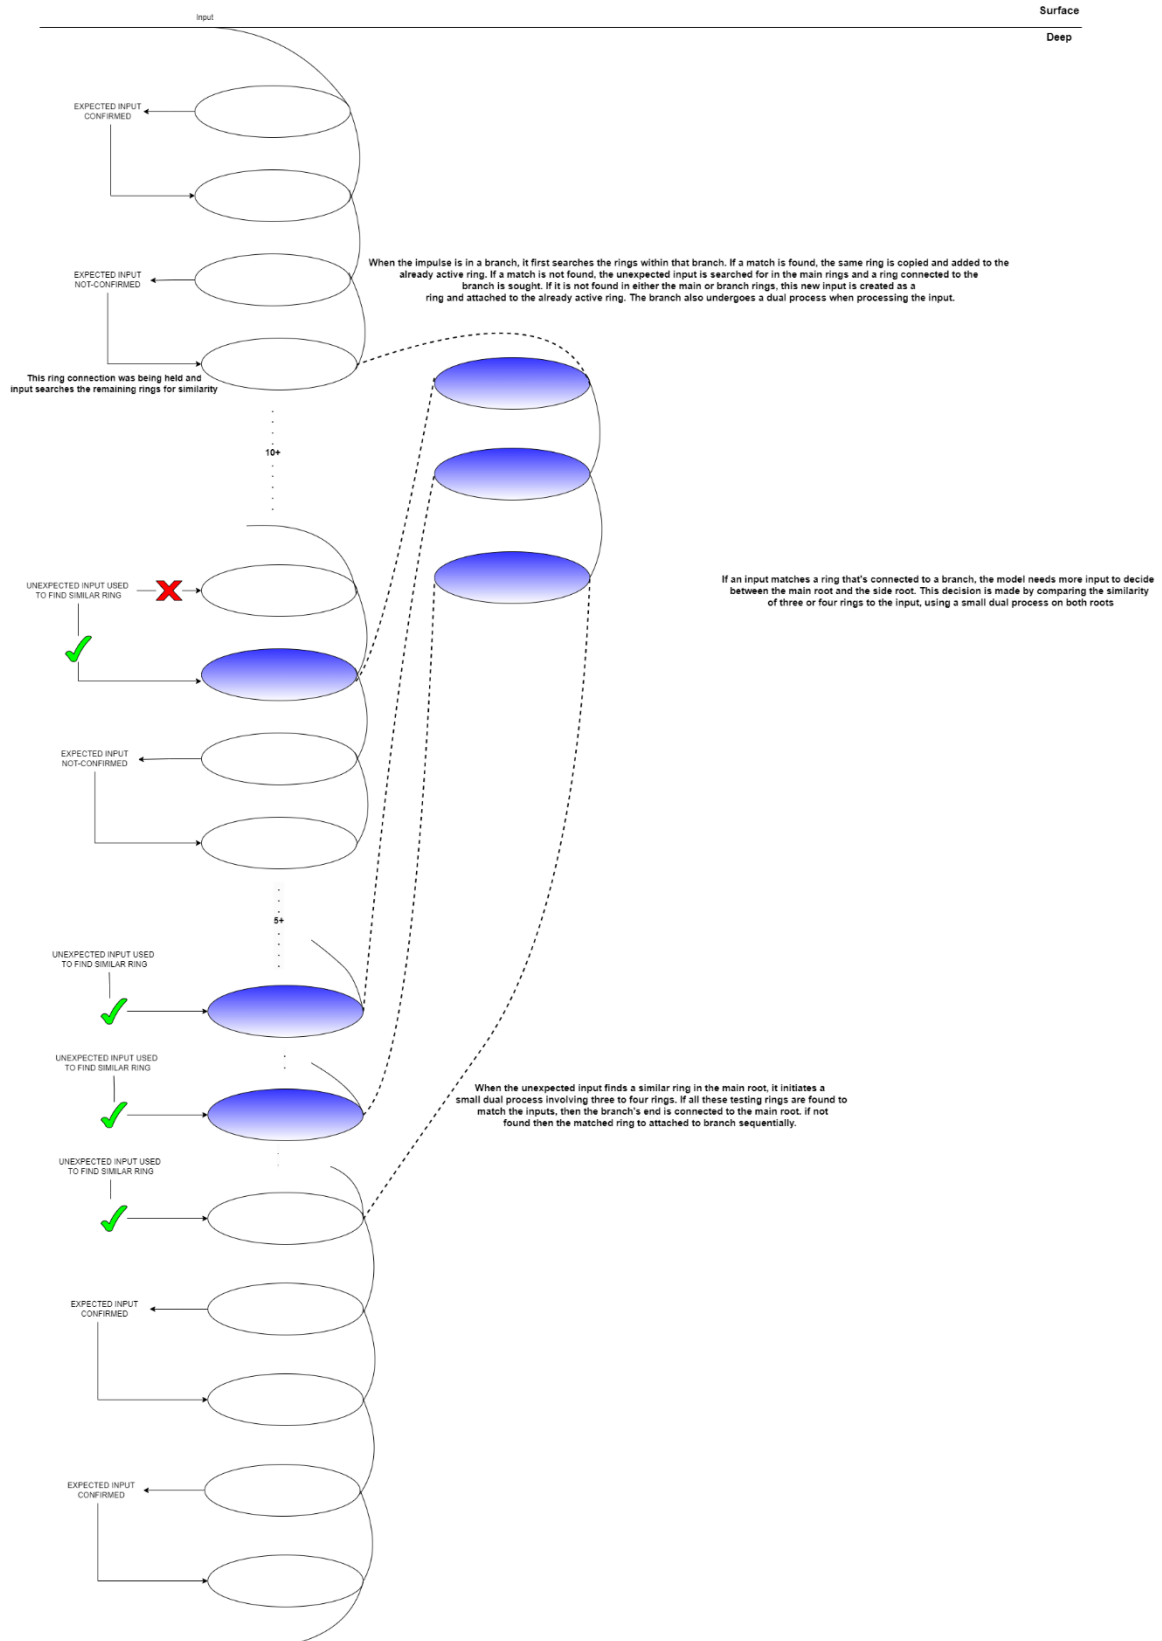 Surface
Input
Deep
EXPECTED INPUT
CONFIRMED
When the impulse is in a branch, it first searches the rings within that branch. If a match is found, the same ring is copied and added to the
already active ring. If a match is not found, the unexpected input is searched for in the main rings and a ring connected to the
branch is sought. If it is not found in either the main or branch rings, this new input is created as a
ring and attached to the already active ring. The branch also undergoes a dual process when processing the input.
EXPECTED INPUT
NOT-CONFIRMED
This ring connection was being held and
input searches the remaining rings for similarity
10+
UNEXPECTED INPUT USED
TO FIND SIMILAR RING
If an input matches a ring that's connected to a branch, the model needs more input to decide
between the main root and the side root. This decision is made by comparing the similarity
of three or four rings to the input, using a small dual process on both roots
EXPECTED INPUT
NOT-CONFIRMED
5+
UNEXPECTED INPUT USED
TO FIND SIMILAR RING
UNEXPECTED INPUT USED
TO FIND SIMILAR RING
When the unexpected input finds a similar ring in the main root, it initiates a
small dual process involving three to four rings. If all these testing rings are found to
match the inputs, then the branch's end is connected to the main root. if not
found then the matched ring to attached to branch sequentially.
UNEXPECTED INPUT USED
TO FIND SIMILAR RING
EXPECTED INPUT
CONFIRMED
EXPECTED INPUT
CONFIRMED